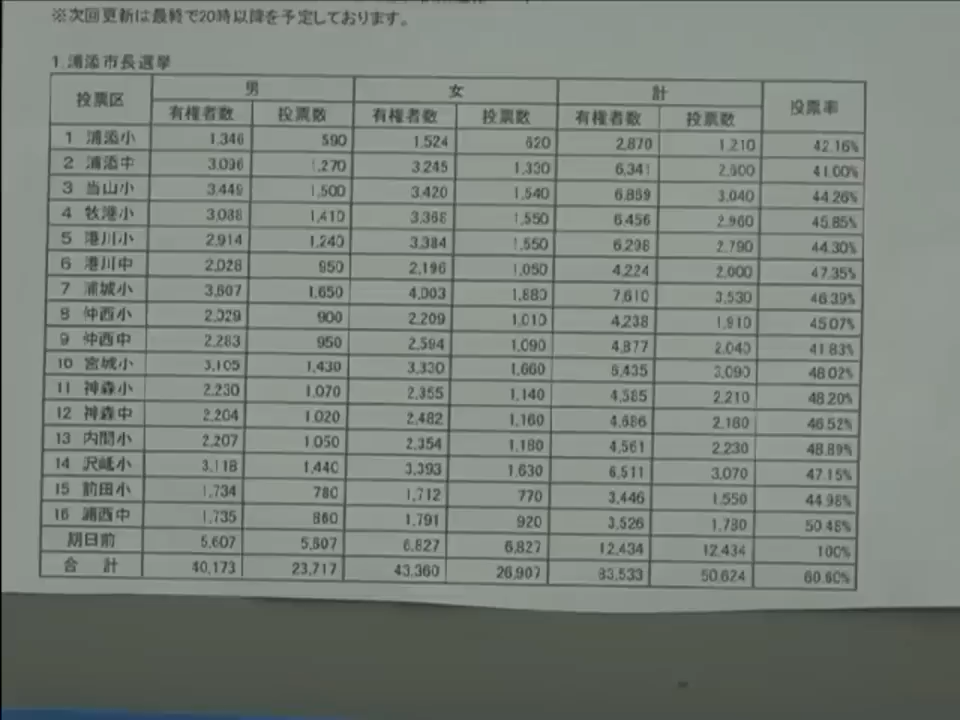 ※次回更新は最終で20時以降を予定しております。
1 浦添市長選挙
投票区 男 女 計 投票率
有権者数 投票数 有権者数 投票数 有権者数 投票数
1 浦添小 1,346 590 1,524 620 2,870 1,210 42.16%
2 浦添中 3,096 1,270 3,245 1,330 6,341 2,600 41.00%
3 当山小 3,449 1,500 3,420 1,540 6,869 3,040 44.26%
4 牧港小 3,088 1,410 3,368 1,550 6,456 2,960 45.85%
5 港川小 2,914 1,240 3,384 1,550 6,298 2,790 44.30%
6 港川中 2,028 950 2,196 1,050 4,224 2,000 47.35%
7 浦城小 3,607 1,650 4,003 1,880 7,610 3,530 46.39%
8 仲西小 2,029 900 2,209 1,010 4,238 1,910 45.07%
9 仲西中 2,283 950 2,594 1,090 4,877 2,040 41.83%
10 宮城小 3,105 1,430 3,330 1,660 6,435 3,090 48.02%
11 神森小 2,230 1,070 2,355 1,140 4,585 2,210 48.20%
12 神森中 2,204 1,020 2,482 1,160 4,686 2,180 46.52%
13 内間小 2,207 1,050 2,354 1,180 4,561 2,230 48.89%
14 沢岻小 3,118 1,440 3,393 1,630 6,511 3,070 47.15%
15 前田小 1,734 780 1,712 770 3,446 1,550 44.98%
16 浦西中 1,735 860 1,791 920 3,526 1,780 50.48%
期日前 5,607 5,607 6,827 6,827 12,434 12,434 100%
合 計 40,173 23,717 43,360 26,907 83,533 50,624 60.60%